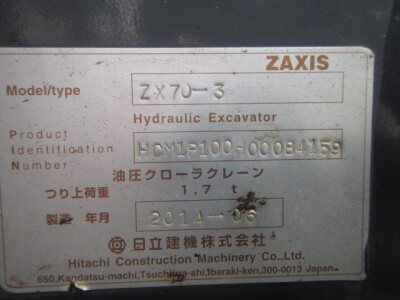 ZAXIS
Model/type ZX70-3
Hydraulic Excavator
Product
Identification HCM1P100-H00084159
Number
油圧クローラクレーン
つり上荷重 1.7 t
製造 年月 2014-06
日立建機株式会社
Hitachi Construction Machinery Co.,Ltd.
650,Kandatsu-machi,Tsuchiura-shi,Ibaraki-ken,300-0013 Japan